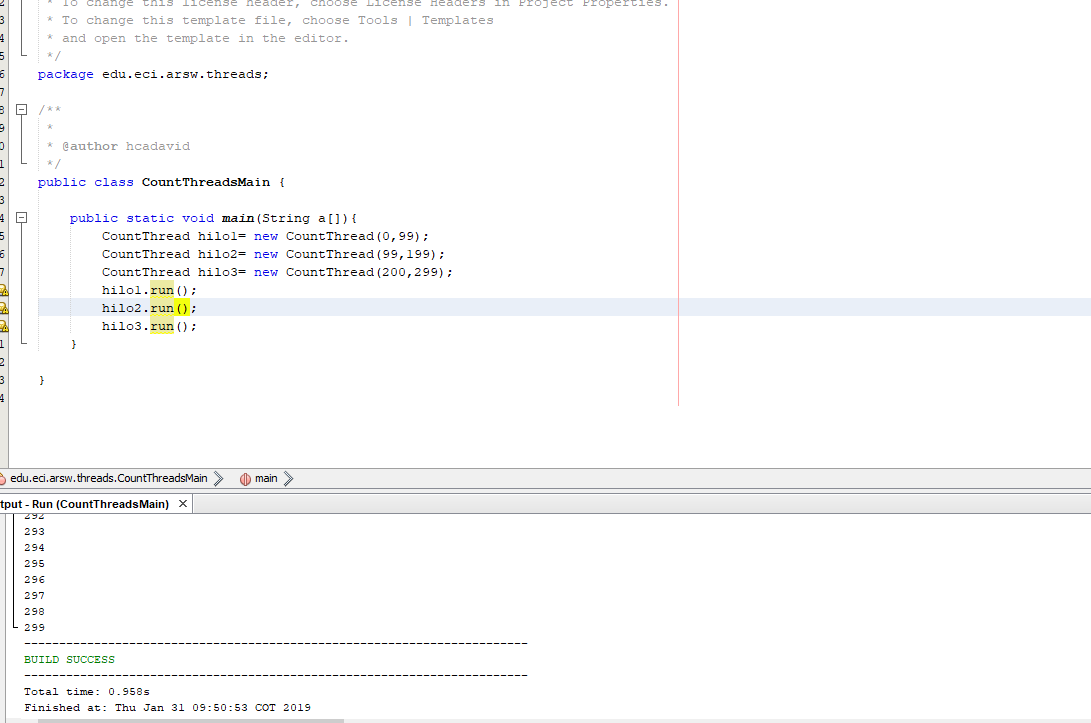 2 * To change this license header, choose License Headers in Project Properties.
3 * To change this template file, choose Tools | Templates
4 * and open the template in the editor.
5 */
6 package edu.eci.arsw.threads;
7
8 /**
9 *
0 * @author hcadavid
1 */
2 public class CountThreadsMain {
3
4 public static void main(String a[]){
5 CountThread hilo1= new CountThread(0,99);
6 CountThread hilo2= new CountThread(99,199);
7 CountThread hilo3= new CountThread(200,299);
hilo1.run();
hilo2.run();
hilo3.run();
1 }
2
3 }
4
edu.eci.arsw.threads.CountThreadsMain main
tput - Run (CountThreadsMain) ×
292
293
294
295
296
297
298
299
------------------------------------------------------------------------
BUILD SUCCESS
------------------------------------------------------------------------
Total time: 0.958s
Finished at: Thu Jan 31 09:50:53 COT 2019